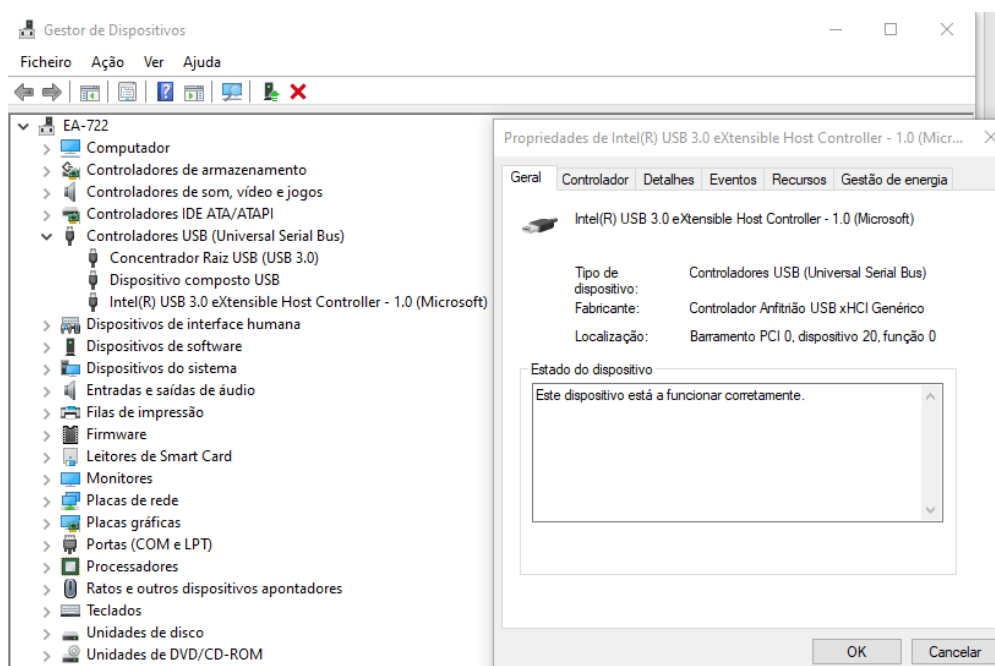 Gestor de Dispositivos
Ficheiro Ação Ver Ajuda
EA-722
Computador
Controladores de armazenamento
Controladores de som, vídeo e jogos
Controladores IDE ATA/ATAPI
Controladores USB (Universal Serial Bus)
Concentrador Raiz USB (USB 3.0)
Dispositivo composto USB
Intel(R) USB 3.0 eXtensible Host Controller - 1.0 (Microsoft)
Dispositivos de interface humana
Dispositivos de software
Dispositivos do sistema
Entradas e saídas de áudio
Filas de impressão
Firmware
Leitores de Smart Card
Monitores
Placas de rede
Placas gráficas
Portas (COM e LPT)
Processadores
Ratos e outros dispositivos apontadores
Teclados
Unidades de disco
Unidades de DVD/CD-ROM
Propriedades de Intel(R) USB 3.0 eXtensible Host Controller - 1.0 (Micr...
Geral Controlador Detalhes Eventos Recursos Gestão de energia
Intel(R) USB 3.0 eXtensible Host Controller - 1.0 (Microsoft)
Tipo de dispositivo: Controladores USB (Universal Serial Bus)
Fabricante: Controlador Anfitrião USB xHCI Genérico
Localização: Barramento PCI 0, dispositivo 20, função 0
Estado do dispositivo
Este dispositivo está a funcionar corretamente.
OK Cancelar